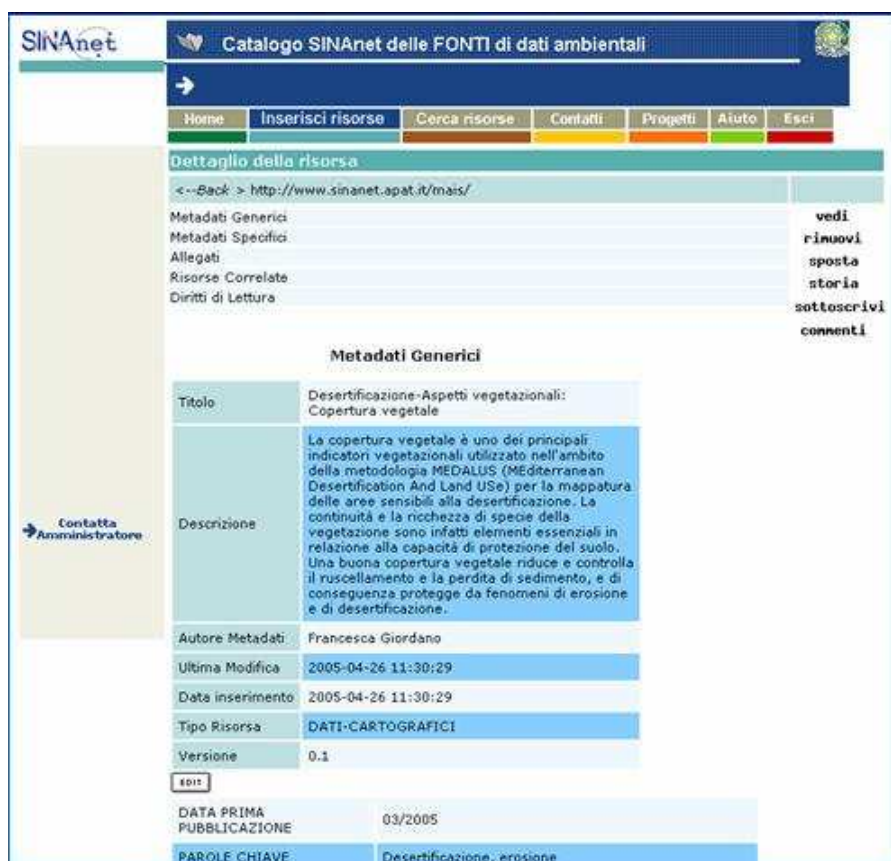 SINAnet
Catalogo SINAnet delle FONTI di dati ambientali
Home Inserisci risorse Cerca risorse Contatti Progetti Aiuto Esci
Dettaglio della risorsa
<--Back > http://www.sinanet.apat.it/mais/
Metadati Generici
Metadati Specifici
Allegati
Risorse Correlate
Diritti di Lettura
vedi
rimuovi
sposta
storia
sottoscrivi
commenti
Contatta
Amministratore
Metadati Generici
Titolo
Desertificazione-Aspetti vegetazionali:
Copertura vegetale
Descrizione
La copertura vegetale è uno dei principali
indicatori vegetazionali utilizzato nell'ambito
della metodologia MEDALUS (MEditerranean
Desertification And Land USe) per la mappatura
delle aree sensibili alla desertificazione. La
continuità e la ricchezza di specie della
vegetazione sono infatti elementi essenziali in
relazione alla capacità di protezione del suolo.
Una buona copertura vegetale riduce e controlla
il ruscellamento e la perdita di sedimento, e di
conseguenza protegge da fenomeni di erosione
e di desertificazione.
Autore Metadati Francesca Giordano
Ultima Modifica 2005-04-26 11:30:29
Data inserimento 2005-04-26 11:30:29
Tipo Risorsa DATI-CARTOGRAFICI
Versione 0.1
EDIT
DATA PRIMA
PUBBLICAZIONE
03/2005
PAROLE CHIAVE Desertificazione, erosione